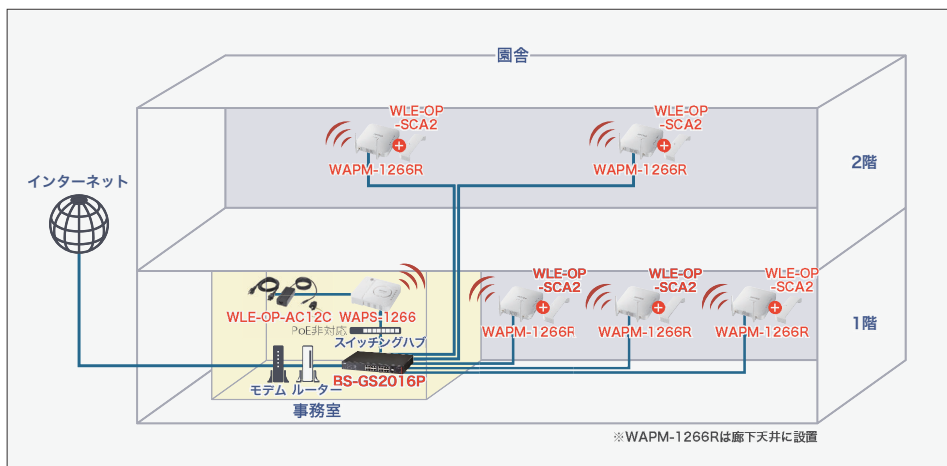 園舎
WLE-OP
-SCA2
WAPM-1266R
WLE-OP
-SCA2
WAPM-1266R
2階
インターネット
WLE-OP-AC12C
WAPS-1266
PoE非対応
スイッチングハブ
WLE-OP
-SCA2
WAPM-1266R
WLE-OP
-SCA2
WAPM-1266R
WLE-OP
-SCA2
WAPM-1266R
1階
モデム ルーター
BS-GS2016P
事務室
※WAPM-1266Rは廊下天井に設置